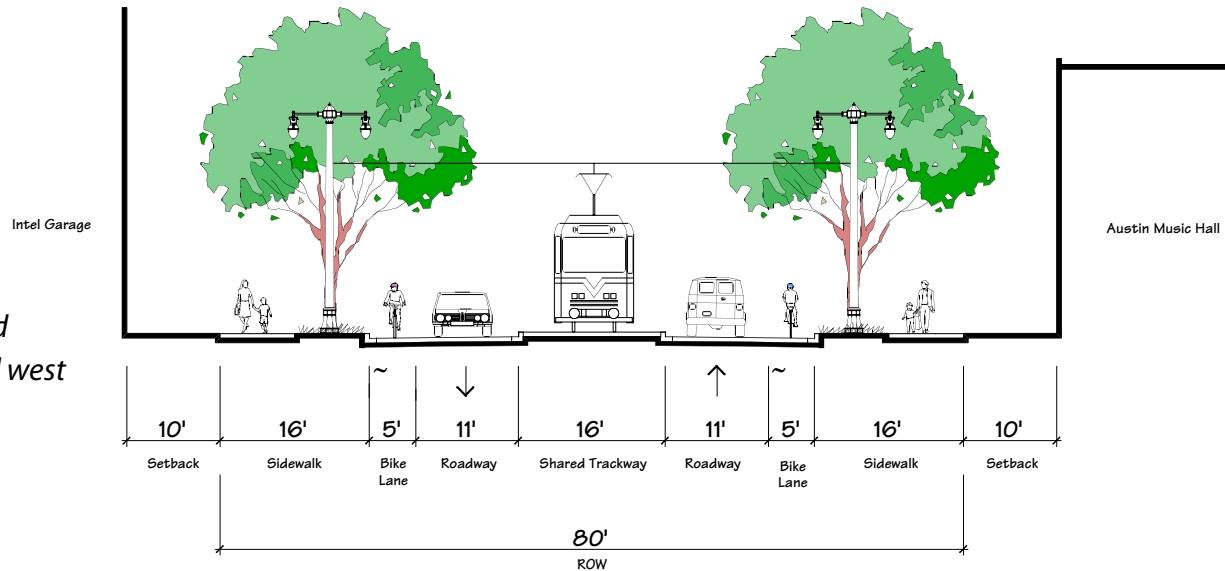 Intel Garage
Austin Music Hall
d
west
~ ~
10' 16' 5' 11' 16' 11' 5' 16' 10'
Setback Sidewalk Bike Lane Roadway Shared Trackway Roadway Bike Lane Sidewalk Setback
80'
ROW